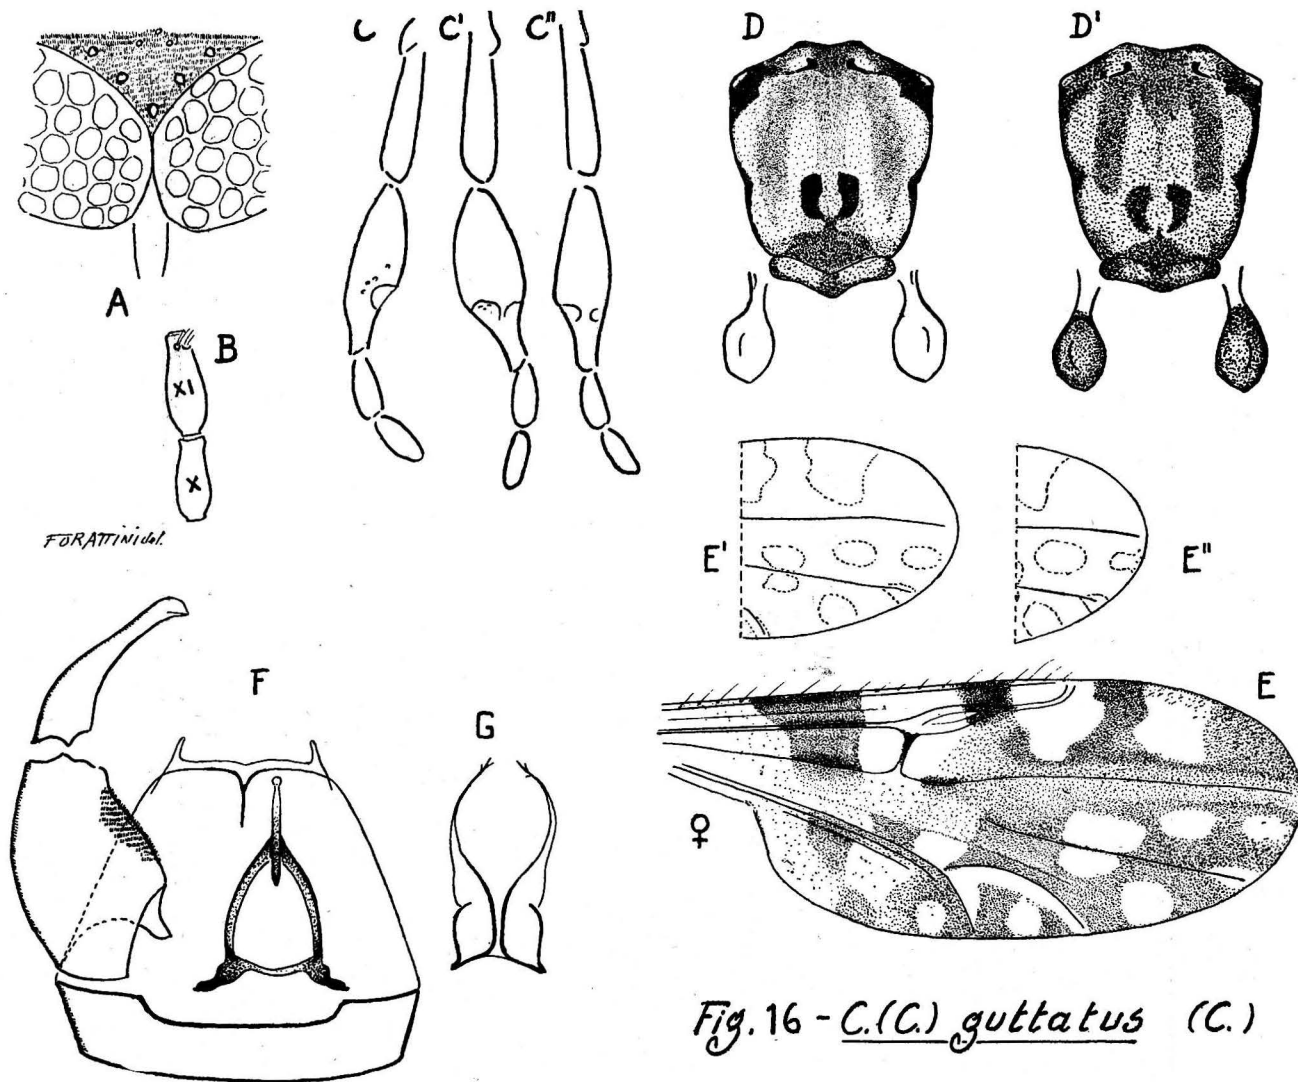 C C' C" D D'
A
B
XI
X
FORATTINI del.
E' E"
F G E
♀
Fig. 16 - C.(C.) guttatus (C.)